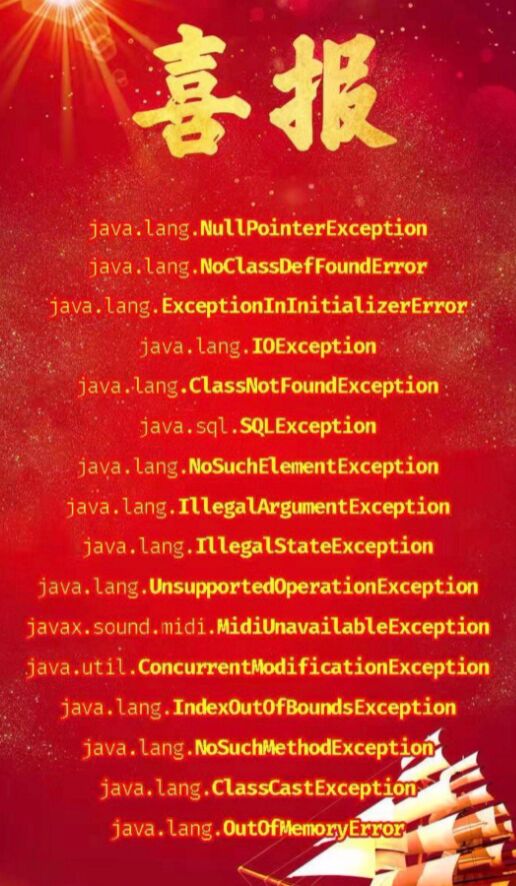 喜报
java.lang.NullPointerException
java.lang.NoClassDefFoundError
java.lang.ExceptionInInitializerError
java.lang.IOException
java.lang.ClassNotFoundException
java.sql.SQLException
java.lang.NoSuchElementException
java.lang.IllegalArgumentException
java.lang.IllegalStateException
java.lang.UnsupportedOperationException
javax.sound.midi.MidiUnavailableException
java.util.ConcurrentModificationException
java.lang.IndexOutOfBoundsException
java.lang.NoSuchMethodException
java.lang.ClassCastException
java.lang.OutOfMemoryError